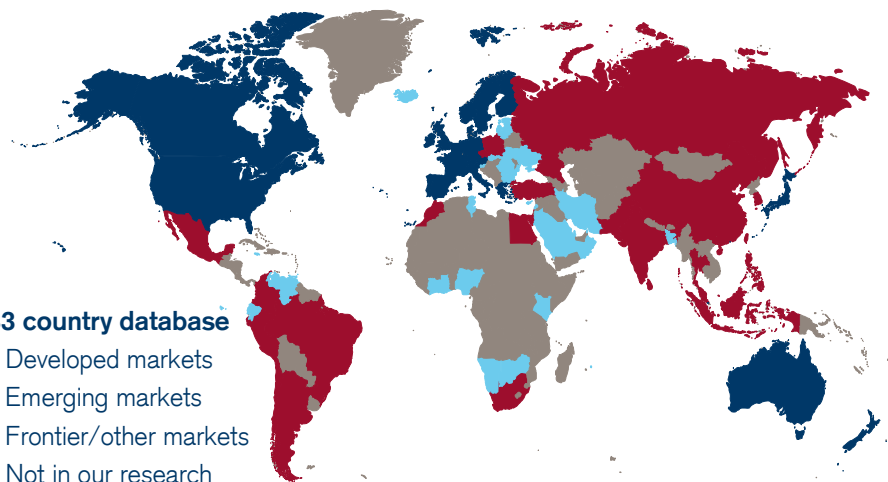 3 country database
Developed markets
Emerging markets
Frontier/other markets
Not in our research